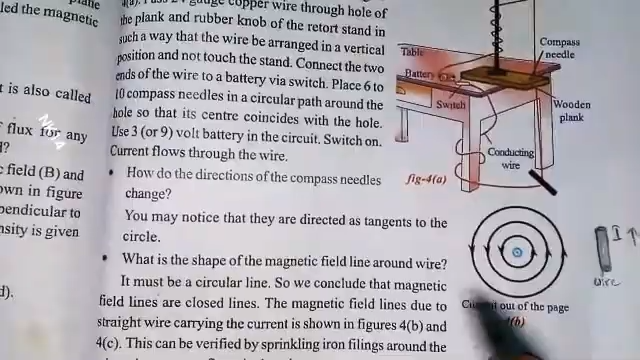 plane
led the magnetic
t is also called
flux for any
d?
c field (B) and
own in figure
pendicular to
nsity is given
d).
gauge copper wire through hole of
the plank and rubber knob of the retort stand in
such a way that the wire be arranged in a vertical
position and not touch the stand. Connect the two
ends of the wire to a battery via switch. Place 6 to
10 compass needles in a circular path around the
hole so that its centre coincides with the hole.
Use 3 (or 9) volt battery in the circuit. Switch on.
Current flows through the wire.
• How do the directions of the compass needles
change?
You may notice that they are directed as tangents to the
circle.
• What is the shape of the magnetic field line around wire?
It must be a circular line. So we conclude that magnetic
field lines are closed lines. The magnetic field lines due to
straight wire carrying the current is shown in figures 4(b) and
4(c). This can be verified by sprinkling iron filings around the
Table
Battery
Switch
Compass
needle
Wooden
plank
Conducting
wire
fig-4(a)
I ↑
wire
out of the page
(b)